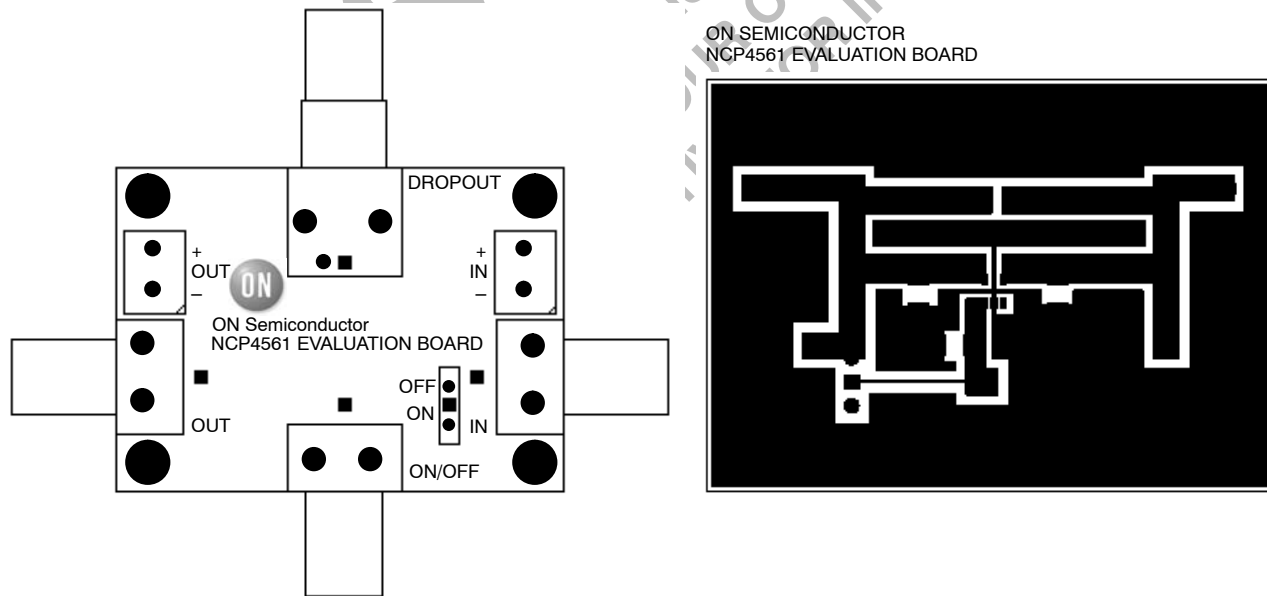 ON SEMICONDUCTOR
NCP4561 EVALUATION BOARD
DROPOUT
+
OUT
−
ON
+
IN
−
ON Semiconductor
NCP4561 EVALUATION BOARD
OFF
ON
OUT
IN
ON/OFF